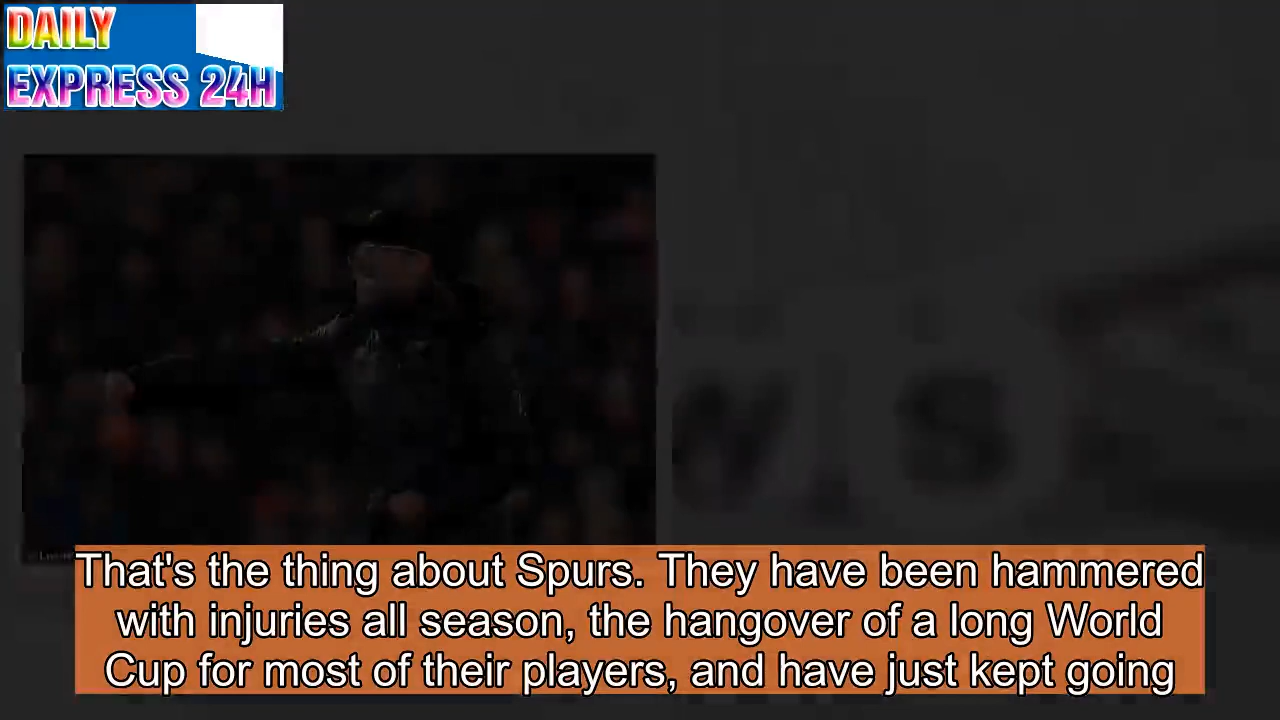 DAILY
EXPRESS 24H
W S
That's the thing about Spurs. They have been hammered
with injuries all season, the hangover of a long World
Cup for most of their players, and have just kept going